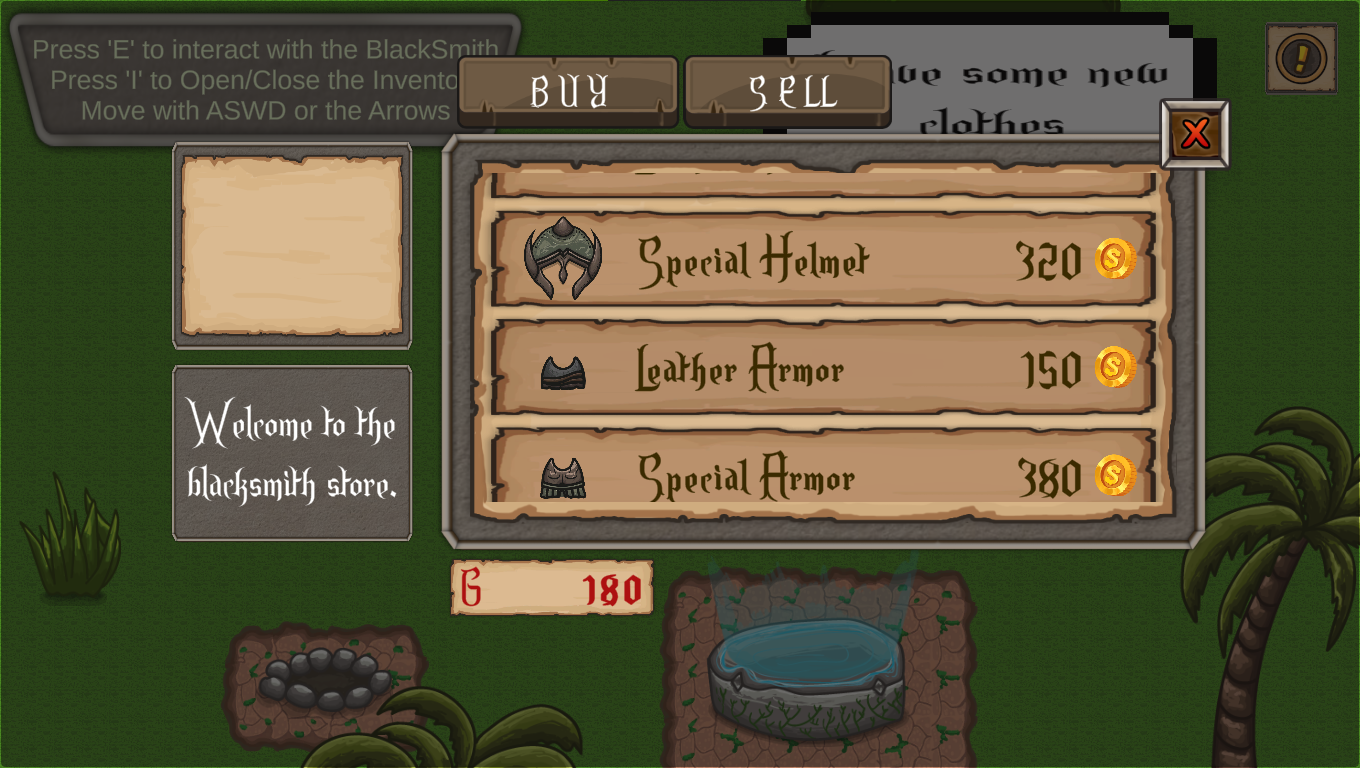 Press 'E' to interact with the BlackSmith
Press 'I' to Open/Close the
Move with ASWD or the Arrows
some new
clothes
BUY
SELL
X
Special Helmet 320
Leather Armor 150
Special Armor 380
Welcome to the
blacksmith store.
G 180